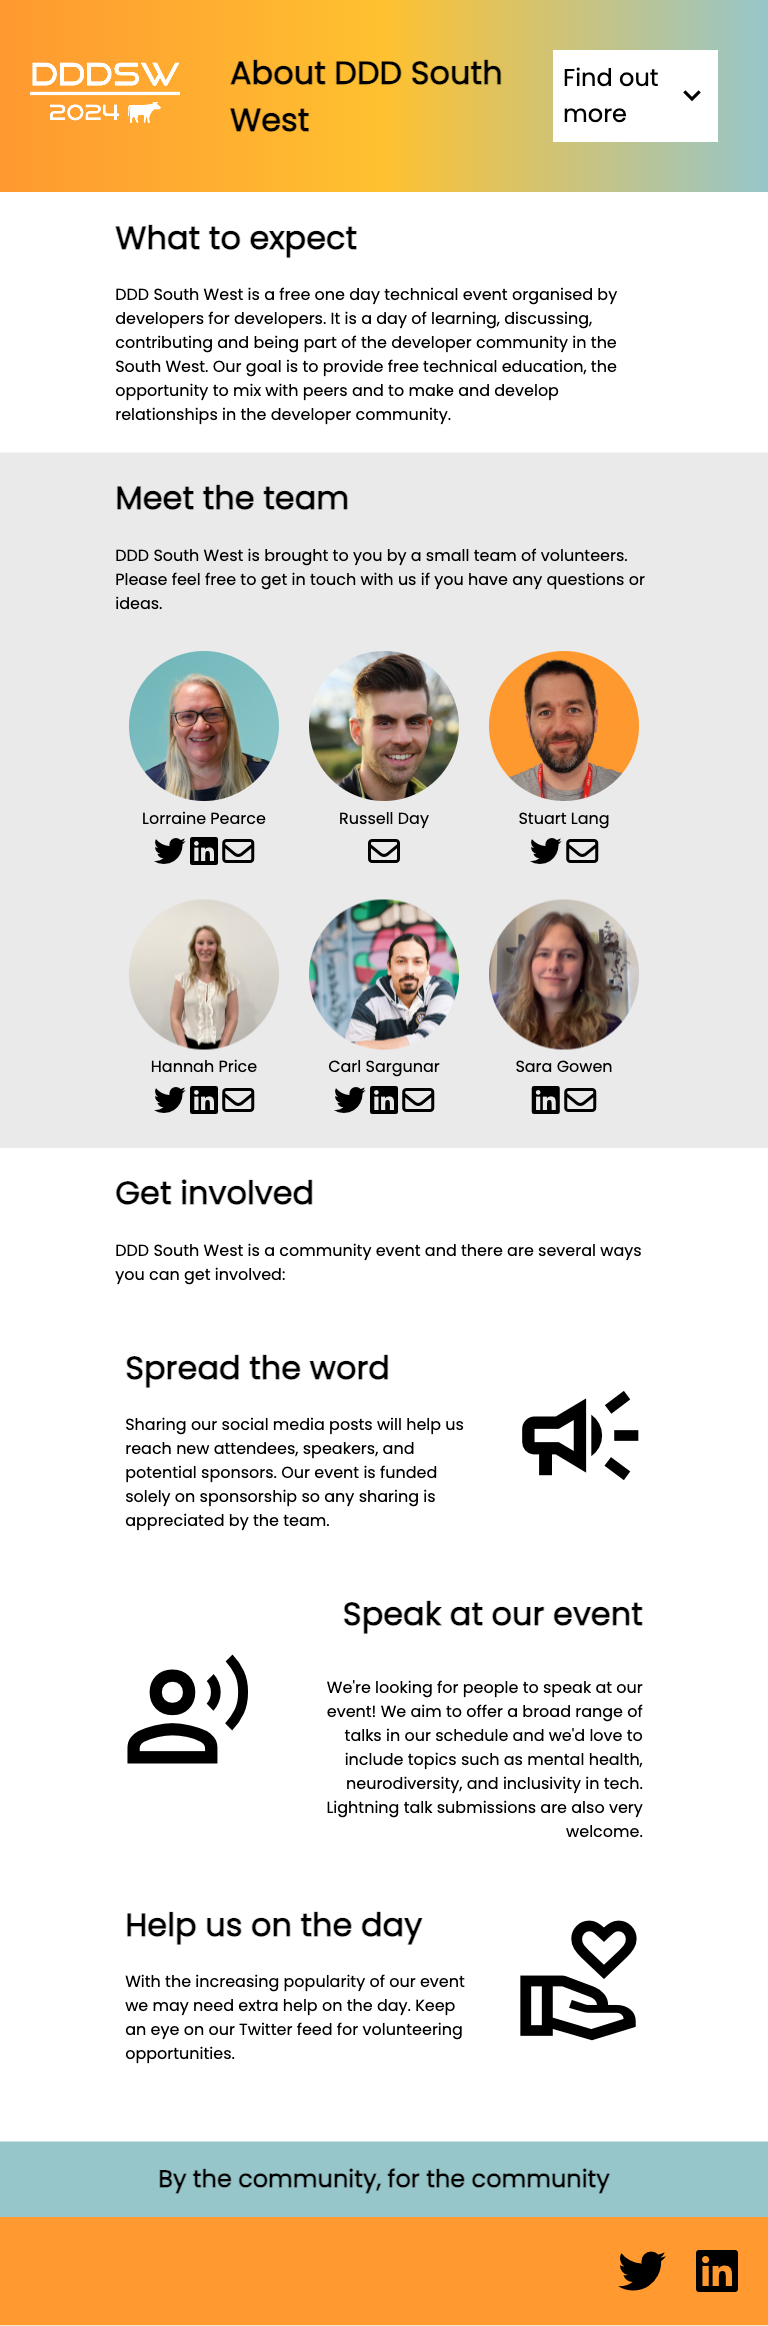 DDDSW
2024
About DDD South
West
Find out
more
What to expect
DDD South West is a free one day technical event organised by
developers for developers. It is a day of learning, discussing,
contributing and being part of the developer community in the
South West. Our goal is to provide free technical education, the
opportunity to mix with peers and to make and develop
relationships in the developer community.
Meet the team
DDD South West is brought to you by a small team of volunteers.
Please feel free to get in touch with us if you have any questions or
ideas.
Lorraine Pearce
Russell Day
Stuart Lang
Hannah Price
Carl Sargunar
Sara Gowen
Get involved
DDD South West is a community event and there are several ways
you can get involved:
Spread the word
Sharing our social media posts will help us
reach new attendees, speakers, and
potential sponsors. Our event is funded
solely on sponsorship so any sharing is
appreciated by the team.
Speak at our event
We're looking for people to speak at our
event! We aim to offer a broad range of
talks in our schedule and we'd love to
include topics such as mental health,
neurodiversity, and inclusivity in tech.
Lightning talk submissions are also very
welcome.
Help us on the day
With the increasing popularity of our event
we may need extra help on the day. Keep
an eye on our Twitter feed for volunteering
opportunities.
By the community, for the community